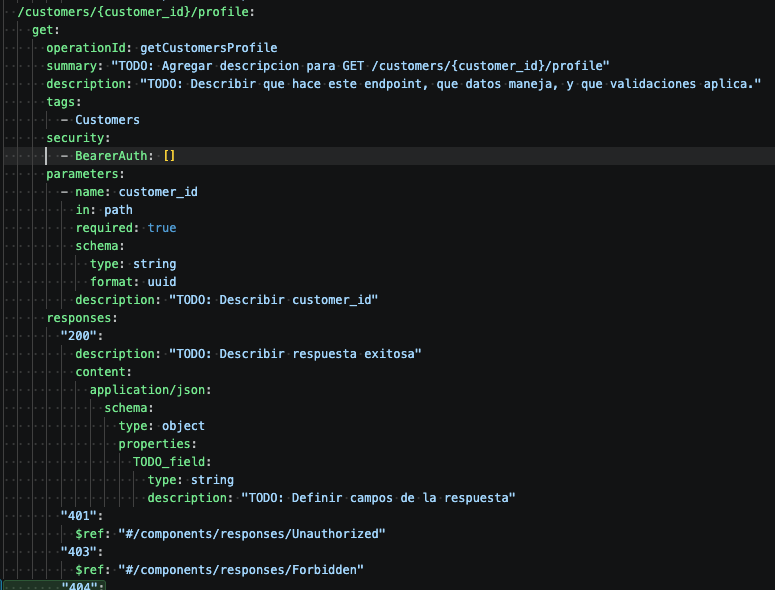 /customers/{customer_id}/profile:
get:
operationId: getCustomersProfile
summary: "TODO: Agregar descripcion para GET /customers/{customer_id}/profile"
description: "TODO: Describir que hace este endpoint, que datos maneja, y que validaciones aplica."
tags:
- Customers
security:
- BearerAuth: []
parameters:
- name: customer_id
in: path
required: true
schema:
type: string
format: uuid
description: "TODO: Describir customer_id"
responses:
"200":
description: "TODO: Describir respuesta exitosa"
content:
application/json:
schema:
type: object
properties:
TODO_field:
type: string
description: "TODO: Definir campos de la respuesta"
"401":
$ref: "#/components/responses/Unauthorized"
"403":
$ref: "#/components/responses/Forbidden"
"404":